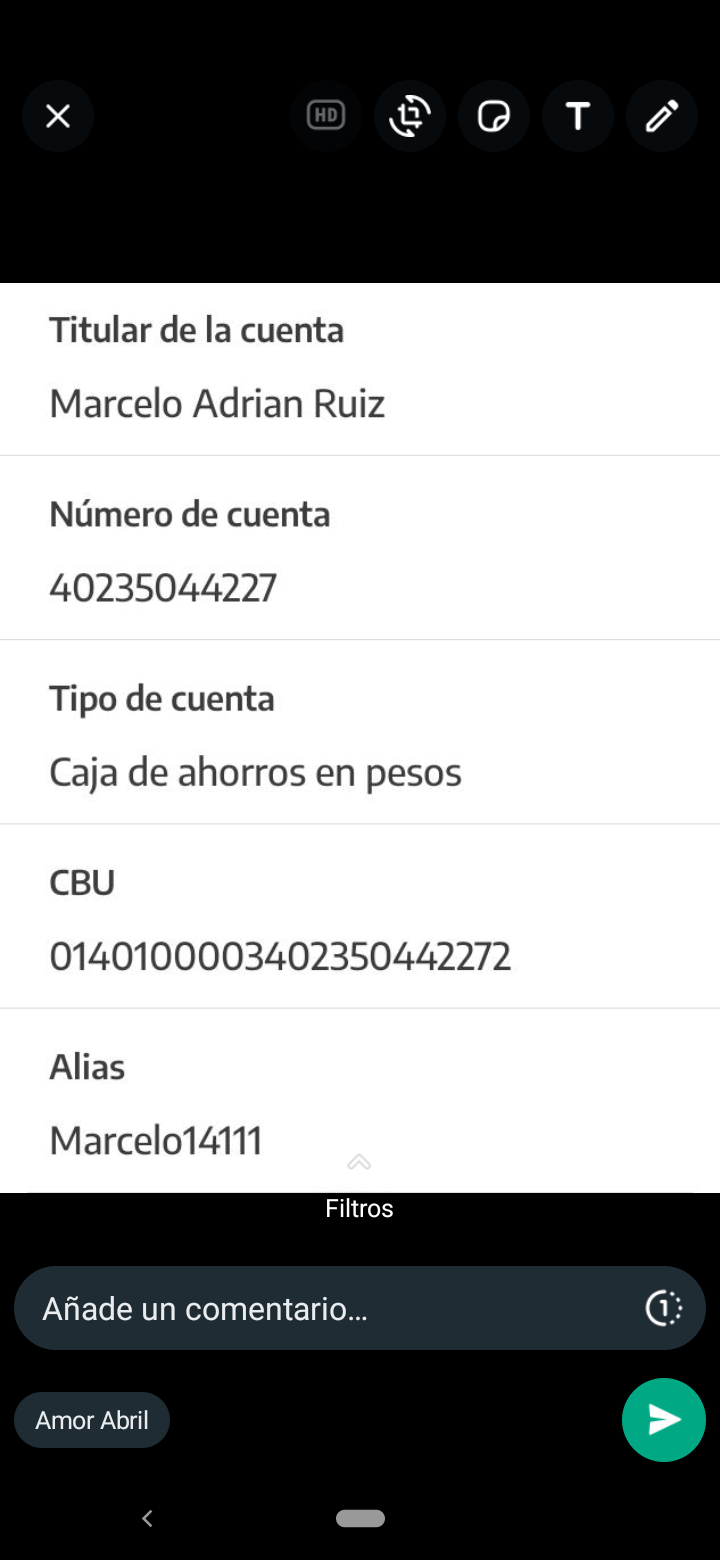 HD
T
Titular de la cuenta
Marcelo Adrian Ruiz
Número de cuenta
40235044227
Tipo de cuenta
Caja de ahorros en pesos
CBU
0140100003402350442272
Alias
Marcelo14111
Filtros
Añade un comentario...
1
Amor Abril